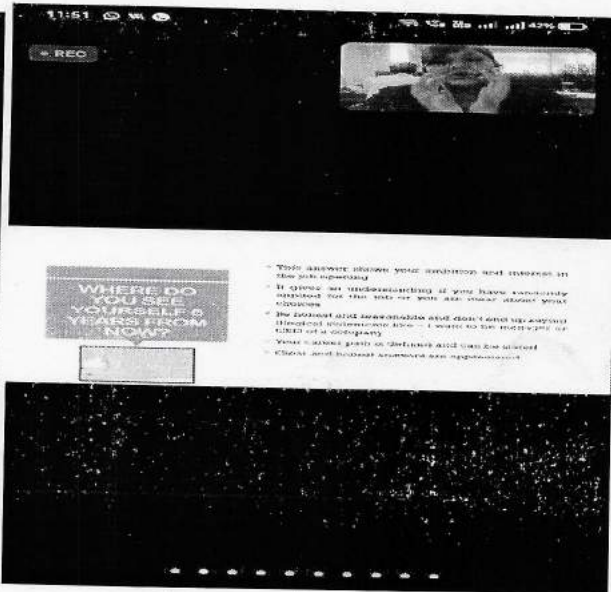 11:51
42%
REC
WHERE DO
YOU SEE
YOURSELF 5
YEARS FROM
NOW?
This answer shows your ambition and interest in
the job opening
It gives an understanding if you have randomly
applied for the job or you are clear about your
choices
Be honest and reasonable and don't end up saying
illogical statements like – I want to be manager or
CEO of a company
Your career path is defined and can be stated
Clear and honest answers are appreciated